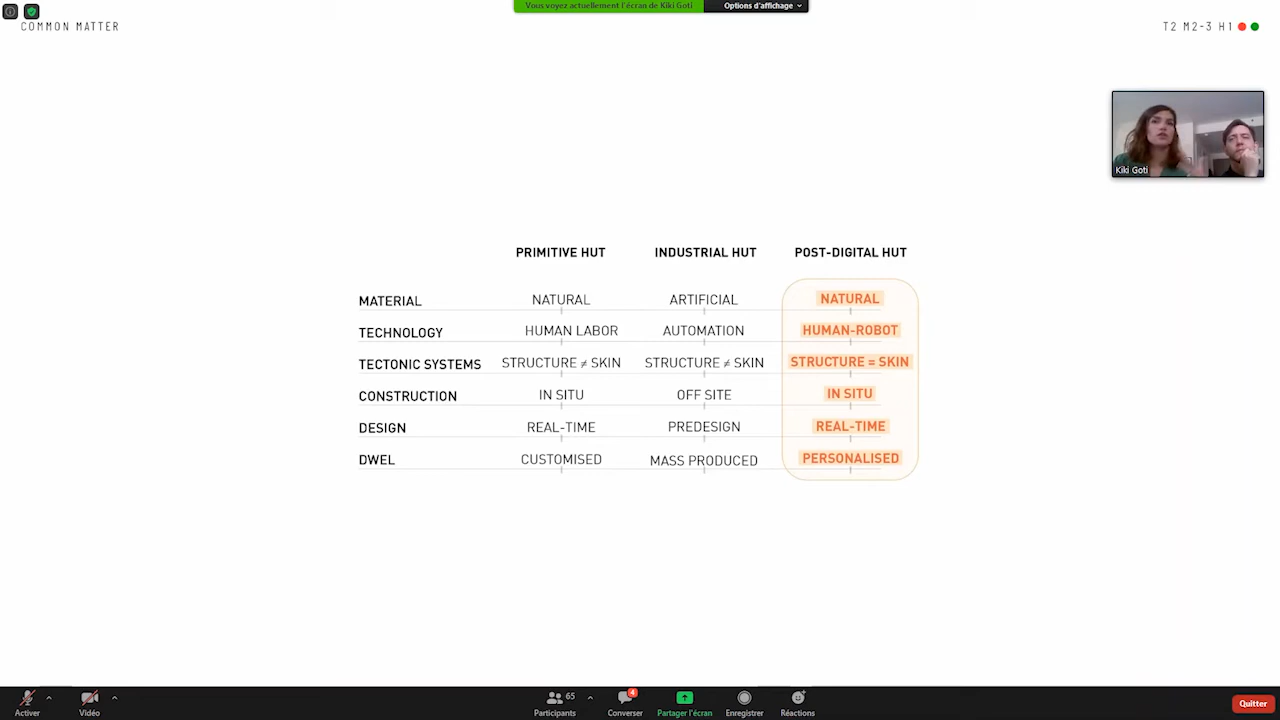 Vous voyez actuellement l'écran de Kiki Goti Options d'affichage
COMMON MATTER T2 M2-3 H1
Kiki Goti
PRIMITIVE HUT INDUSTRIAL HUT POST-DIGITAL HUT
MATERIAL NATURAL ARTIFICIAL NATURAL
TECHNOLOGY HUMAN LABOR AUTOMATION HUMAN-ROBOT
TECTONIC SYSTEMS STRUCTURE ≠ SKIN STRUCTURE ≠ SKIN STRUCTURE = SKIN
CONSTRUCTION IN SITU OFF SITE IN SITU
DESIGN REAL-TIME PREDESIGN REAL-TIME
DWEL CUSTOMISED MASS PRODUCED PERSONALISED
65 4
Activer Vidéo Participants Converser Partager l'écran Enregistrer Réactions Quitter